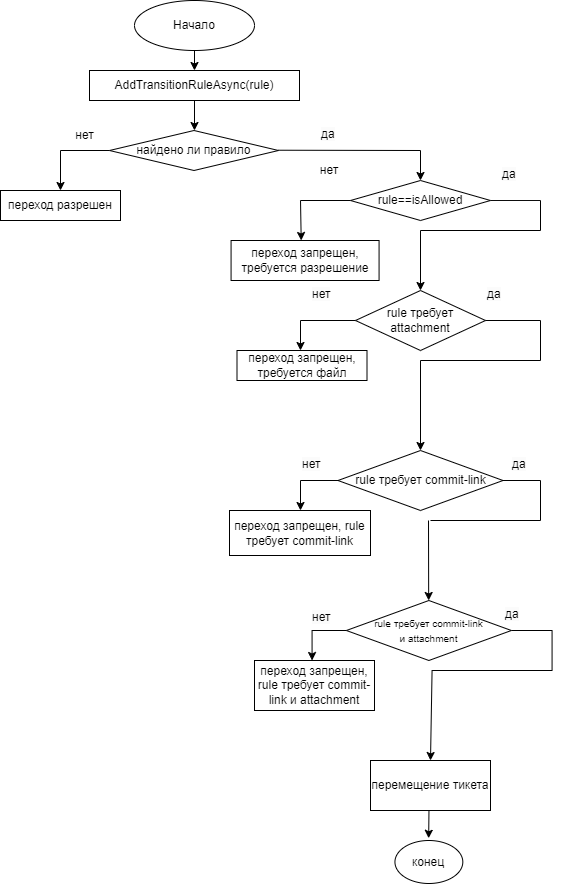 Начало
AddTransitionRuleAsync(rule)
нет
да
найдено ли правило
нет
да
переход разрешен
rule==isAllowed
переход запрещен,
требуется разрешение
нет
да
rule требует
attachment
переход запрещен,
требуется файл
нет
да
rule требует commit-link
переход запрещен, rule
требует commit-link
нет
да
rule требует commit-link
и attachment
переход запрещен,
rule требует commit-
link и attachment
перемещение тикета
конец